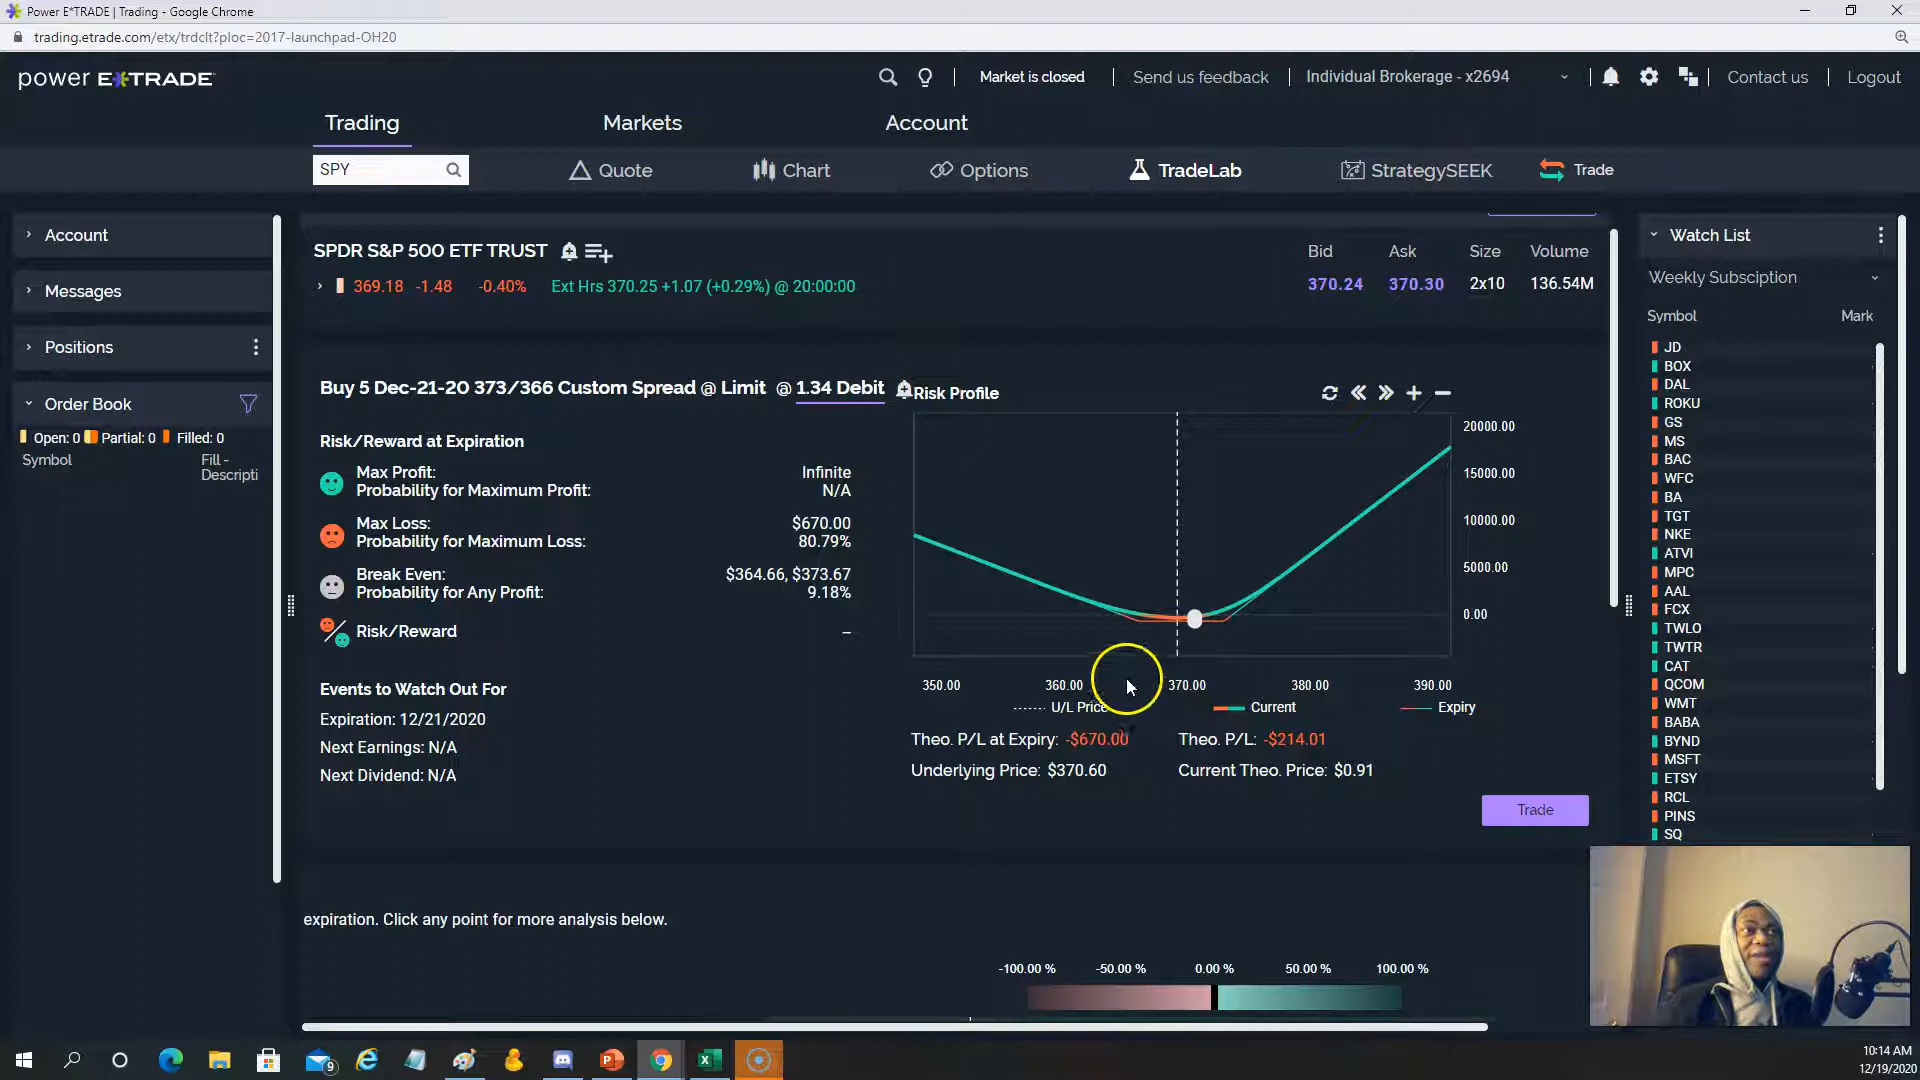 Power E*TRADE | Trading - Google Chrome
trading.etrade.com/etx/trdclt?ploc=2017-launchpad-OH20
power E*TRADE
Market is closed
Send us feedback
Individual Brokerage - x2694
Contact us
Logout
Trading
Markets
Account
SPY
Quote
Chart
Options
TradeLab
StrategySEEK
Trade
Account
Messages
Positions
Order Book
Open: 0 Partial: 0 Filled: 0
Symbol
Fill -
Descripti
SPDR S&P 500 ETF TRUST
369.18 -1.48 -0.40% Ext Hrs 370.25 +1.07 (+0.29%) @ 20:00:00
Bid Ask Size Volume
370.24 370.30 2x10 136.54M
Buy 5 Dec-21-20 373/366 Custom Spread @ Limit @ 1.34 Debit
Risk/Reward at Expiration
Max Profit: Infinite
Probability for Maximum Profit: N/A
Max Loss: $670.00
Probability for Maximum Loss: 80.79%
Break Even: $364.66, $373.67
Probability for Any Profit: 9.18%
Risk/Reward –
Events to Watch Out For
Expiration: 12/21/2020
Next Earnings: N/A
Next Dividend: N/A
Risk Profile
20000.00
15000.00
10000.00
5000.00
0.00
350.00 360.00 370.00 380.00 390.00
U/L Price Current Expiry
Theo. P/L at Expiry: -$670.00 Theo. P/L: -$214.01
Underlying Price: $370.60 Current Theo. Price: $0.91
Trade
expiration. Click any point for more analysis below.
-100.00 % -50.00 % 0.00 % 50.00 % 100.00 %
Watch List
Weekly Subsciption
Symbol Mark
JD
BOX
DAL
ROKU
GS
MS
BAC
WFC
BA
TGT
NKE
ATVI
MPC
AAL
FCX
TWLO
TWTR
CAT
QCOM
WMT
BABA
BYND
MSFT
ETSY
RCL
PINS
SQ
9
10:14 AM
12/19/2020